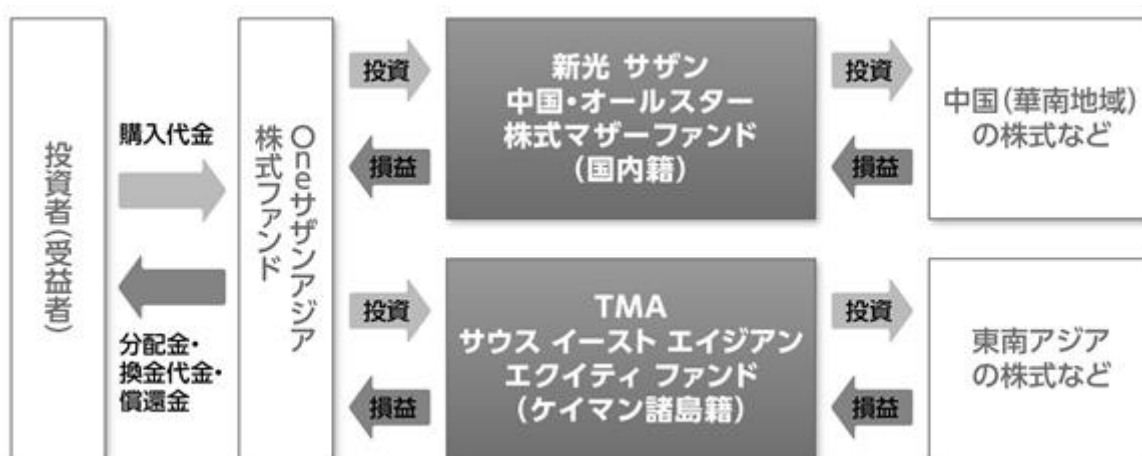 投資者(受益者)
購入代金
分配金・
換金代金・
償還金
Oneサザンアジア
株式ファンド
投資
損益
新光 サザン
中国・オールスター
株式マザーファンド
(国内籍)
投資
損益
中国(華南地域)
の株式など
投資
損益
TMA
サウス イースト エイジアン
エクイティ ファンド
(ケイマン諸島籍)
投資
損益
東南アジア
の株式など